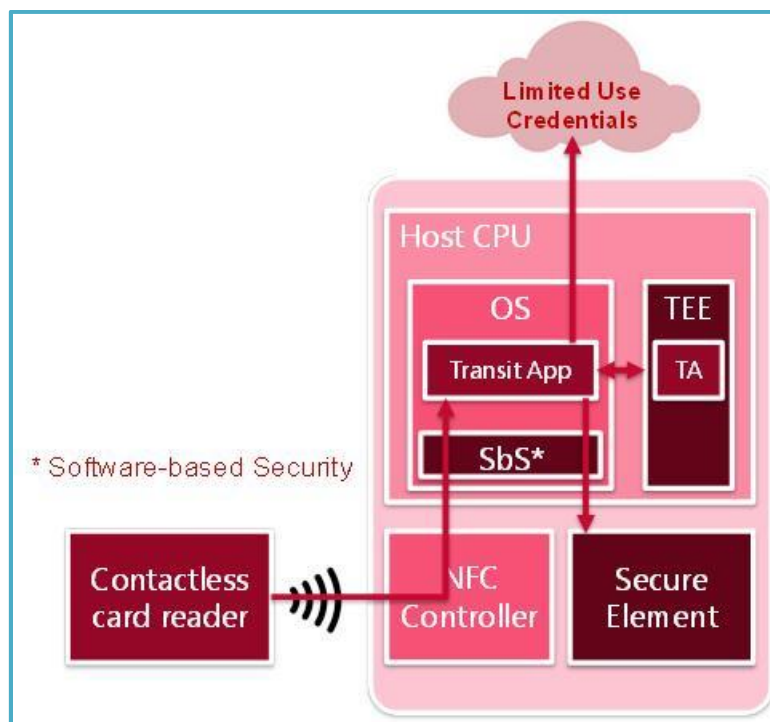 Limited Use
Credentials
Host CPU
OS
TEE
Transit App
TA
SbS*
* Software-based Security
Contactless
card reader
NFC
Controller
Secure
Element